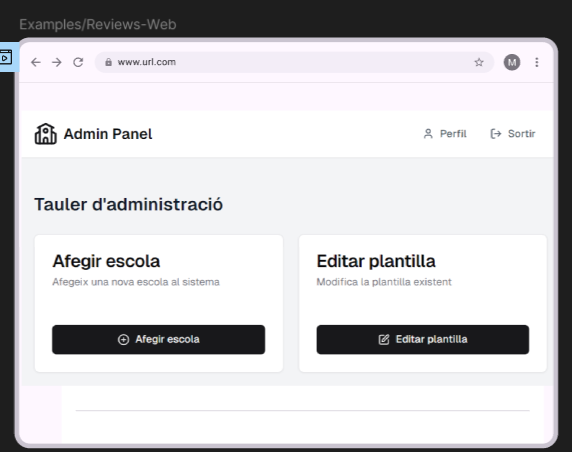 Examples/Reviews-Web
www.url.com
M
Admin Panel
Perfil
Sortir
Tauler d'administració
Afegir escola
Afegeix una nova escola al sistema
Afegir escola
Editar plantilla
Modifica la plantilla existent
Editar plantilla